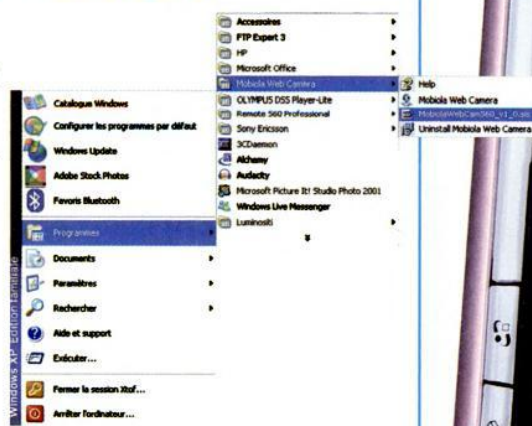 Accessoires
FTP Expert 3
HP
Microsoft Office
Mobiola Web Camera
OLYMPUS DSS Player-Lite
Remote S60 Professional
Sony Ericsson
3CDaemon
Alchemy
Audacity
Microsoft Picture It! Studio Photo 2001
Windows Live Messenger
Luminositi
Help
Mobiola Web Camera
MobiolaWebCamS60_v1_0.sis
Uninstall Mobiola Web Camera
Catalogue Windows
Configurer les programmes par défaut
Windows Update
Adobe Stock Photos
Favoris Bluetooth
Programmes
Documents
Paramètres
Rechercher
Aide et support
Exécuter...
Fermer la session Xtof...
Arrêter l'ordinateur...
Windows XP Édition familiale